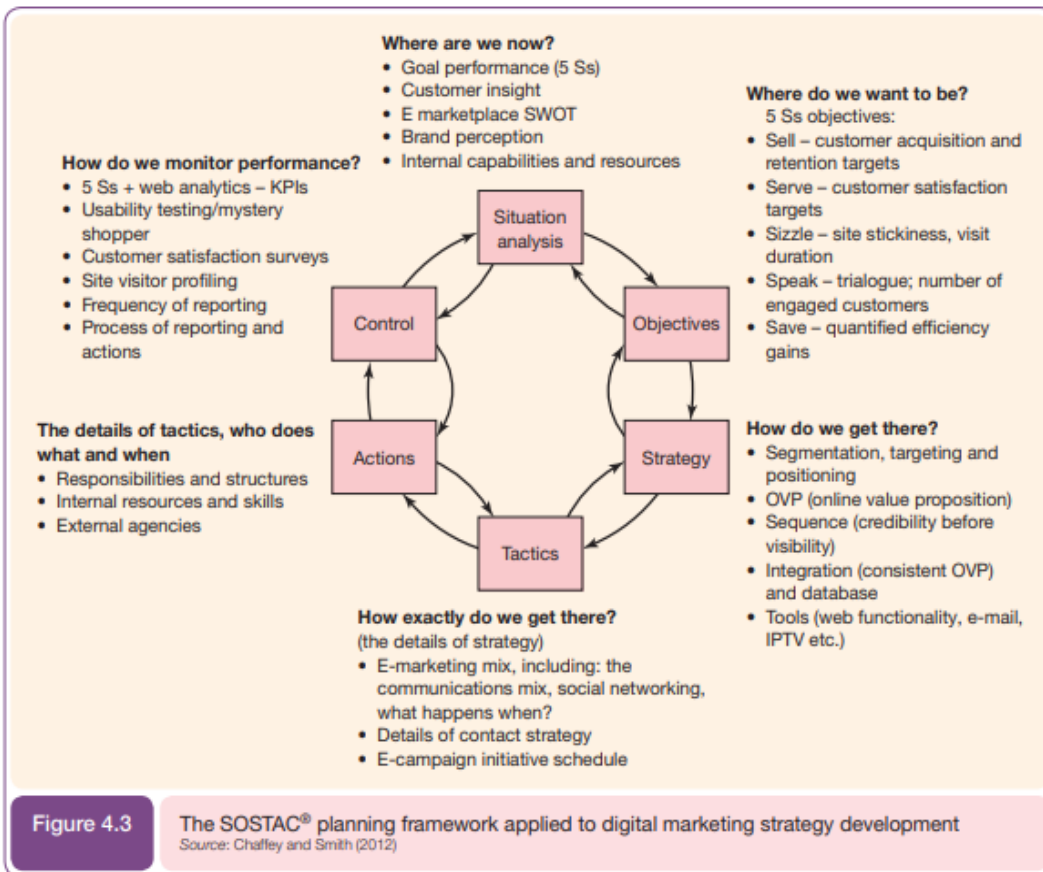 Where are we now?
• Goal performance (5 Ss)
• Customer insight
• E marketplace SWOT
• Brand perception
• Internal capabilities and resources
Where do we want to be?
5 Ss objectives:
• Sell – customer acquisition and
retention targets
• Serve – customer satisfaction
targets
• Sizzle – site stickiness, visit
duration
• Speak – trialogue; number of
engaged customers
• Save – quantified efficiency
gains
How do we monitor performance?
• 5 Ss + web analytics – KPIs
• Usability testing/mystery
shopper
• Customer satisfaction surveys
• Site visitor profiling
• Frequency of reporting
• Process of reporting and
actions
Situation
analysis
Control
Objectives
Actions
Strategy
Tactics
The details of tactics, who does
what and when
• Responsibilities and structures
• Internal resources and skills
• External agencies
How do we get there?
• Segmentation, targeting and
positioning
• OVP (online value proposition)
• Sequence (credibility before
visibility)
• Integration (consistent OVP)
and database
• Tools (web functionality, e-mail,
IPTV etc.)
How exactly do we get there?
(the details of strategy)
• E-marketing mix, including: the
communications mix, social networking,
what happens when?
• Details of contact strategy
• E-campaign initiative schedule
Figure 4.3
The SOSTAC® planning framework applied to digital marketing strategy development
Source: Chaffey and Smith (2012)